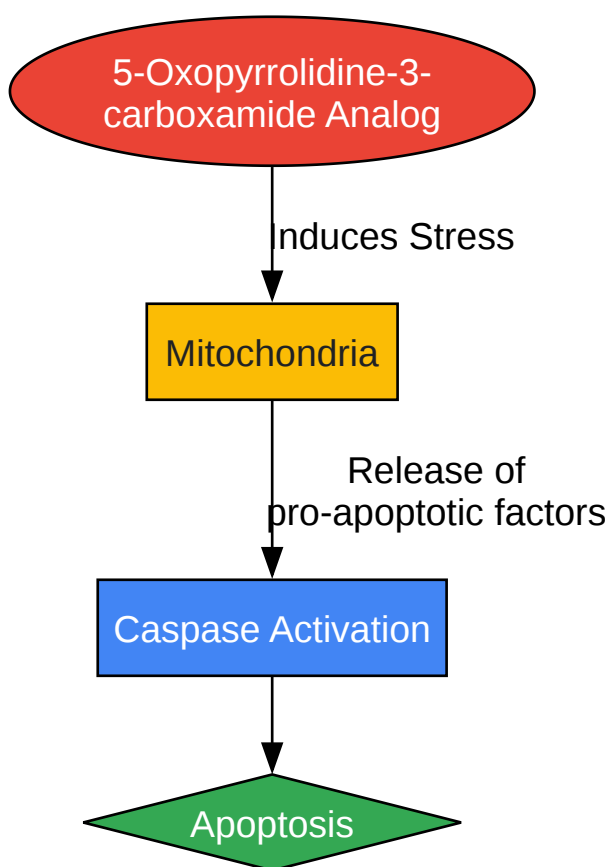 5-Oxopyrrolidine-3-
carboxamide Analog
Induces Stress
Mitochondria
Release of
pro-apoptotic factors
Caspase Activation
Apoptosis